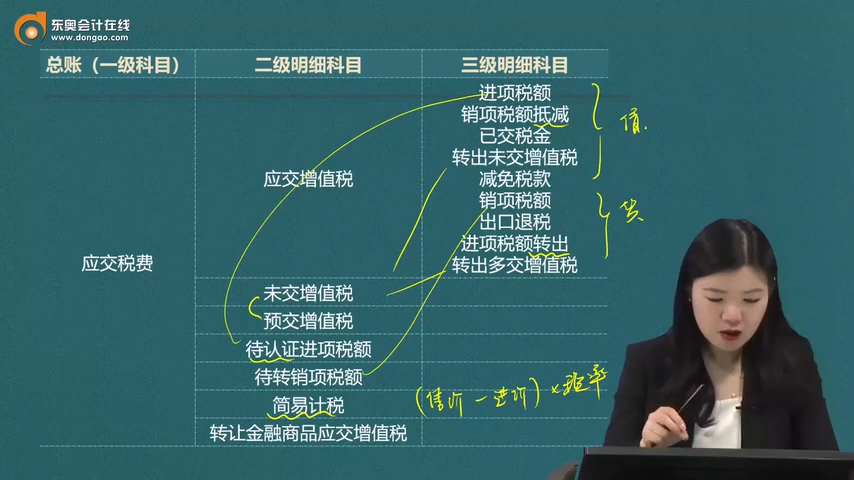 东奥会计在线
www.dongao.com
总账（一级科目） 二级明细科目 三级明细科目
进项税额
销项税额抵减
借
已交税金
转出未交增值税
应交增值税
减免税款
销项税额
贷
出口退税
进项税额转出
应交税费
转出多交增值税
未交增值税
预交增值税
待认证进项税额
待转销项税额
简易计税
(售价 - 进价) × 税率
转让金融商品应交增值税